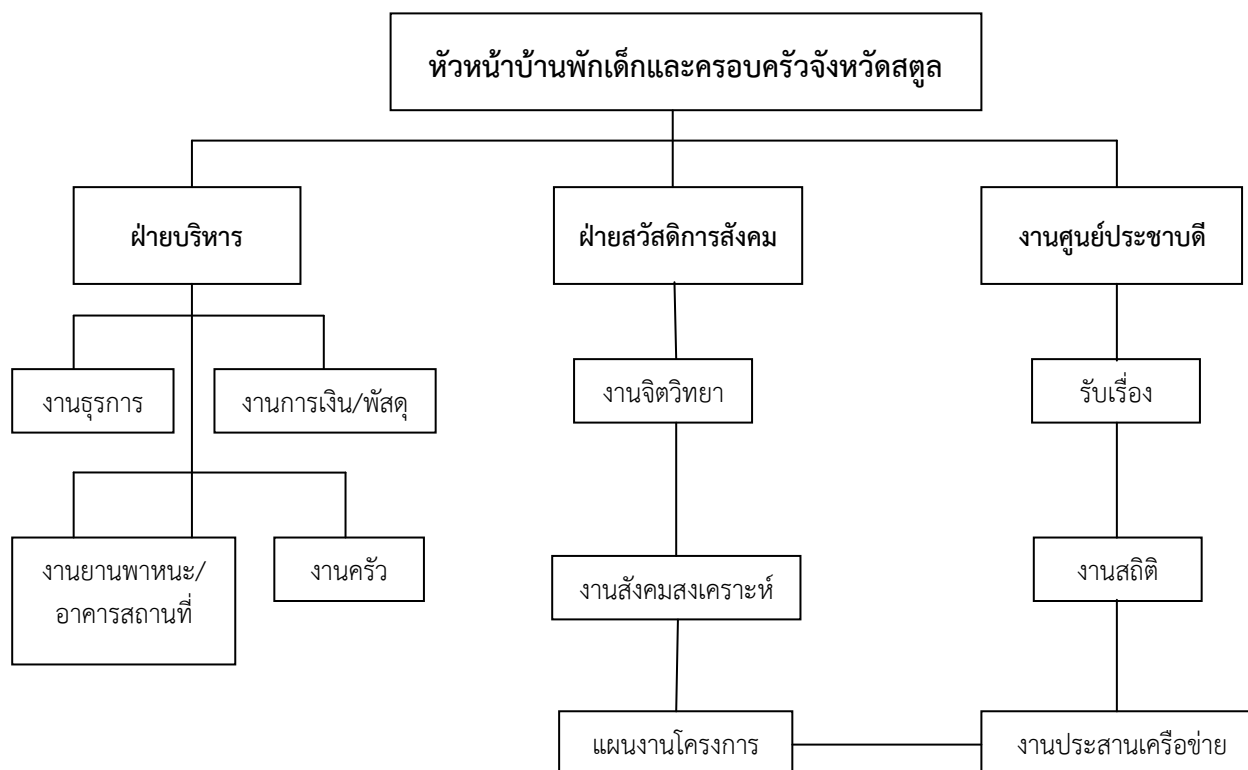 หัวหน้าบ้านพักเด็กและครอบครัวจังหวัดสตูล
ฝ่ายบริหาร
ฝ่ายสวัสดิการสังคม
งานศูนย์ประชาบดี
งานธุรการ
งานการเงิน/พัสดุ
งานจิตวิทยา
รับเรื่อง
งานยานพาหนะ/
อาคารสถานที่
งานครัว
งานสังคมสงเคราะห์
งานสถิติ
แผนงานโครงการ
งานประสานเครือข่าย